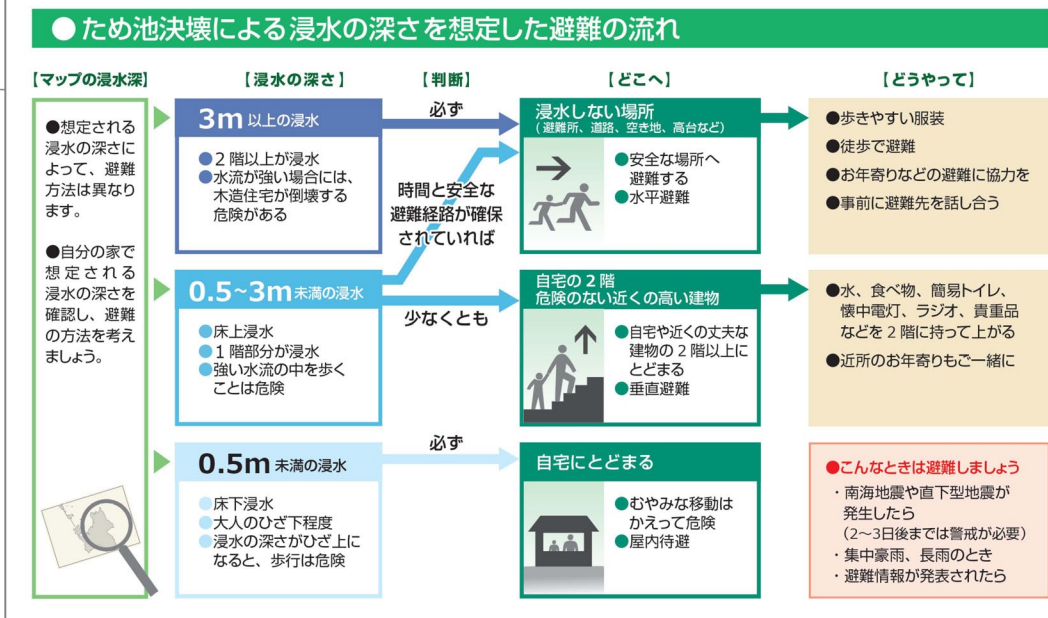 ●ため池決壊による浸水の深さを想定した避難の流れ
【マップの浸水深】
【浸水の深さ】
【判断】
【どこへ】
【どうやって】
●想定される
浸水の深さに
よって、避難
方法は異なり
ます。
●自分の家で
想定される
浸水の深さを
確認し、避難
の方法を考え
ましょう。
3m以上の浸水
●2階以上が浸水
●水流が強い場合には、
木造住宅が倒壊する
危険がある
必ず
浸水しない場所
(避難所、道路、空き地、高台など)
●安全な場所へ
避難する
●水平避難
●歩きやすい服装
●徒歩で避難
●お年寄りなどの避難に協力を
●事前に避難先を話し合う
時間と安全な
避難経路が確保
されていれば
0.5~3m未満の浸水
●床上浸水
●1階部分が浸水
●強い水流の中を歩く
ことは危険
少なくとも
自宅の2階
危険のない近くの高い建物
●自宅や近くの丈夫な
建物の2階以上に
とどまる
●垂直避難
●水、食べ物、簡易トイレ、
懐中電灯、ラジオ、貴重品
などを2階に持って上がる
●近所のお年寄りもご一緒に
0.5m未満の浸水
●床下浸水
●大人のひざ下程度
●浸水の深さがひざ上に
なると、歩行は危険
必ず
自宅にとどまる
●むやみな移動は
かえって危険
●屋内待避
●こんなときは避難しましょう
・南海地震や直下型地震が
発生したら
(2〜3日後までは警戒が必要)
・集中豪雨、長雨のとき
・避難情報が発表されたら